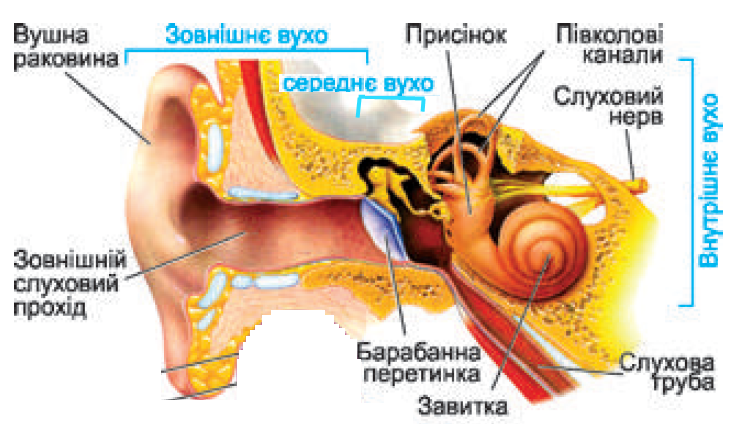 Вушна
раковина
Зовнішнє вухо
середнє вухо
Присінок
Півколові
канали
Слуховий
нерв
Внутрішнє вухо
Зовнішній
слуховий
прохід
Барабанна
перетинка
Завитка
Слухова
труба